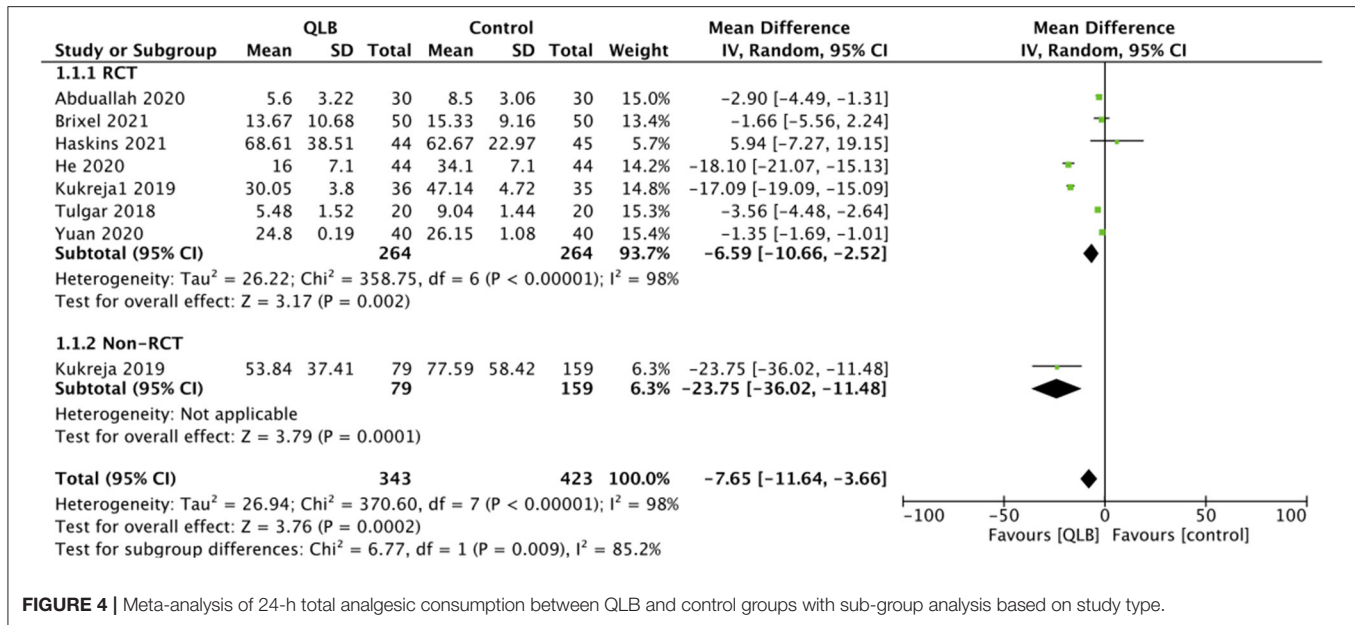 QLB Control Mean Difference Mean Difference
Study or Subgroup Mean SD Total Mean SD Total Weight IV, Random, 95% CI IV, Random, 95% CI
1.1.1 RCT
Abduallah 2020 5.6 3.22 30 8.5 3.06 30 15.0% -2.90 [-4.49, -1.31]
Brixel 2021 13.67 10.68 50 15.33 9.16 50 13.4% -1.66 [-5.56, 2.24]
Haskins 2021 68.61 38.51 44 62.67 22.97 45 5.7% 5.94 [-7.27, 19.15]
He 2020 16 7.1 44 34.1 7.1 44 14.2% -18.10 [-21.07, -15.13]
Kukreja1 2019 30.05 3.8 36 47.14 4.72 35 14.8% -17.09 [-19.09, -15.09]
Tulgar 2018 5.48 1.52 20 9.04 1.44 20 15.3% -3.56 [-4.48, -2.64]
Yuan 2020 24.8 0.19 40 26.15 1.08 40 15.4% -1.35 [-1.69, -1.01]
Subtotal (95% CI) 264 264 93.7% -6.59 [-10.66, -2.52]
Heterogeneity: Tau² = 26.22; Chi² = 358.75, df = 6 (P < 0.00001); I² = 98%
Test for overall effect: Z = 3.17 (P = 0.002)
1.1.2 Non-RCT
Kukreja 2019 53.84 37.41 79 77.59 58.42 159 6.3% -23.75 [-36.02, -11.48]
Subtotal (95% CI) 79 159 6.3% -23.75 [-36.02, -11.48]
Heterogeneity: Not applicable
Test for overall effect: Z = 3.79 (P = 0.0001)
Total (95% CI) 343 423 100.0% -7.65 [-11.64, -3.66]
Heterogeneity: Tau² = 26.94; Chi² = 370.60, df = 7 (P < 0.00001); I² = 98%
Test for overall effect: Z = 3.76 (P = 0.0002)
Test for subgroup differences: Chi² = 6.77, df = 1 (P = 0.009), I² = 85.2%
-100 -50 0 50 100
Favours [QLB] Favours [control]
FIGURE 4 | Meta-analysis of 24-h total analgesic consumption between QLB and control groups with sub-group analysis based on study type.